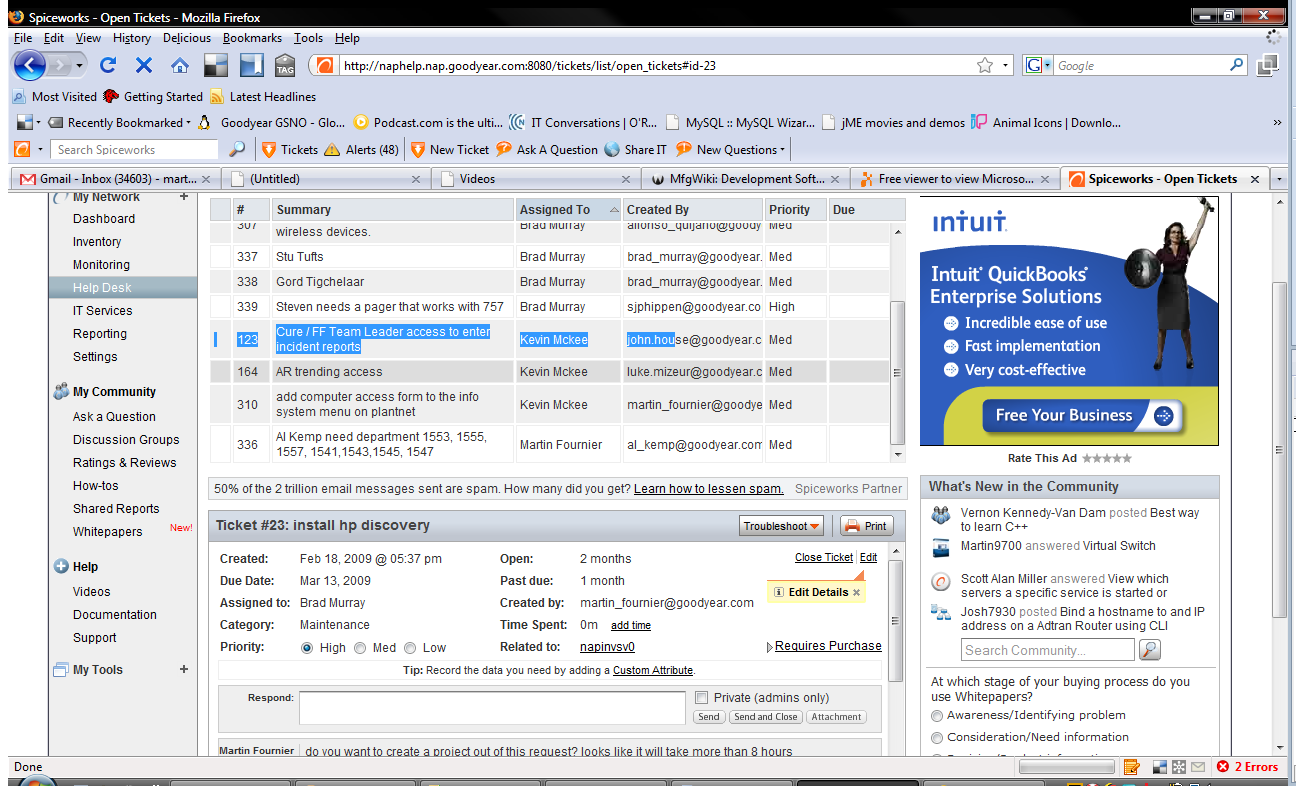 Spiceworks - Open Tickets - Mozilla Firefox
File Edit View History Delicious Bookmarks Tools Help
TAG http://naphelp.nap.goodyear.com:8080/tickets/list/open_tickets#id-23 G Google
Most Visited Getting Started Latest Headlines
Recently Bookmarked Goodyear GSNO - Glo... Podcast.com is the ulti... IT Conversations | O'R... MySQL :: MySQL Wizar... jME movies and demos Animal Icons | Downlo... »
Search Spiceworks Tickets Alerts (48) New Ticket Ask A Question Share IT New Questions
Gmail - Inbox (34603) - mart... (Untitled) Videos MfgWiki: Development Soft... Free viewer to view Microso... Spiceworks - Open Tickets
My Network +
Dashboard
Inventory
Monitoring
Help Desk
IT Services
Reporting
Settings
My Community
Ask a Question
Discussion Groups
Ratings & Reviews
How-tos
Shared Reports
Whitepapers New!
Help
Videos
Documentation
Support
My Tools +
# Summary Assigned To Created By Priority Due
307 wireless devices. Brad Murray alfonso_quijano@goody Med
337 Stu Tufts Brad Murray brad_murray@goodyear. Med
338 Gord Tigchelaar Brad Murray brad_murray@goodyear. Med
339 Steven needs a pager that works with 757 Brad Murray sjphippen@goodyear.co High
123 Cure / FF Team Leader access to enter Kevin Mckee john.house@goodyear.c Med
incident reports
164 AR trending access Kevin Mckee luke.mizeur@goodyear.c Med
310 add computer access form to the info Kevin Mckee martin_fournier@goodye Med
system menu on plantnet
336 Al Kemp need department 1553, 1555, Martin Fournier al_kemp@goodyear.com Med
1557, 1541,1543,1545, 1547
50% of the 2 trillion email messages sent are spam. How many did you get? Learn how to lessen spam. Spiceworks Partner
Ticket #23: install hp discovery Troubleshoot Print
Created: Feb 18, 2009 @ 05:37 pm Open: 2 months Close Ticket Edit
Due Date: Mar 13, 2009 Past due: 1 month
Edit Details
Assigned to: Brad Murray Created by: martin_fournier@goodyear.com
Category: Maintenance Time Spent: 0m add time
Priority: High Med Low Related to: napinvsv0 Requires Purchase
Tip: Record the data you need by adding a Custom Attribute.
Respond: Private (admins only)
Send Send and Close Attachment
Martin Fournier do you want to create a project out of this request? looks like it will take more than 8 hours
intuit.
Intuit® QuickBooks®
Enterprise Solutions
Incredible ease of use
Fast implementation
Very cost-effective
Free Your Business
Rate This Ad
What's New in the Community
Vernon Kennedy-Van Dam posted Best way
to learn C++
Martin9700 answered Virtual Switch
Scott Alan Miller answered View which
servers a specific service is started or
Josh7930 posted Bind a hostname to and IP
address on a Adtran Router using CLI
Search Community...
At which stage of your buying process do you
use Whitepapers?
Awareness/Identifying problem
Consideration/Need information
Done 2 Errors